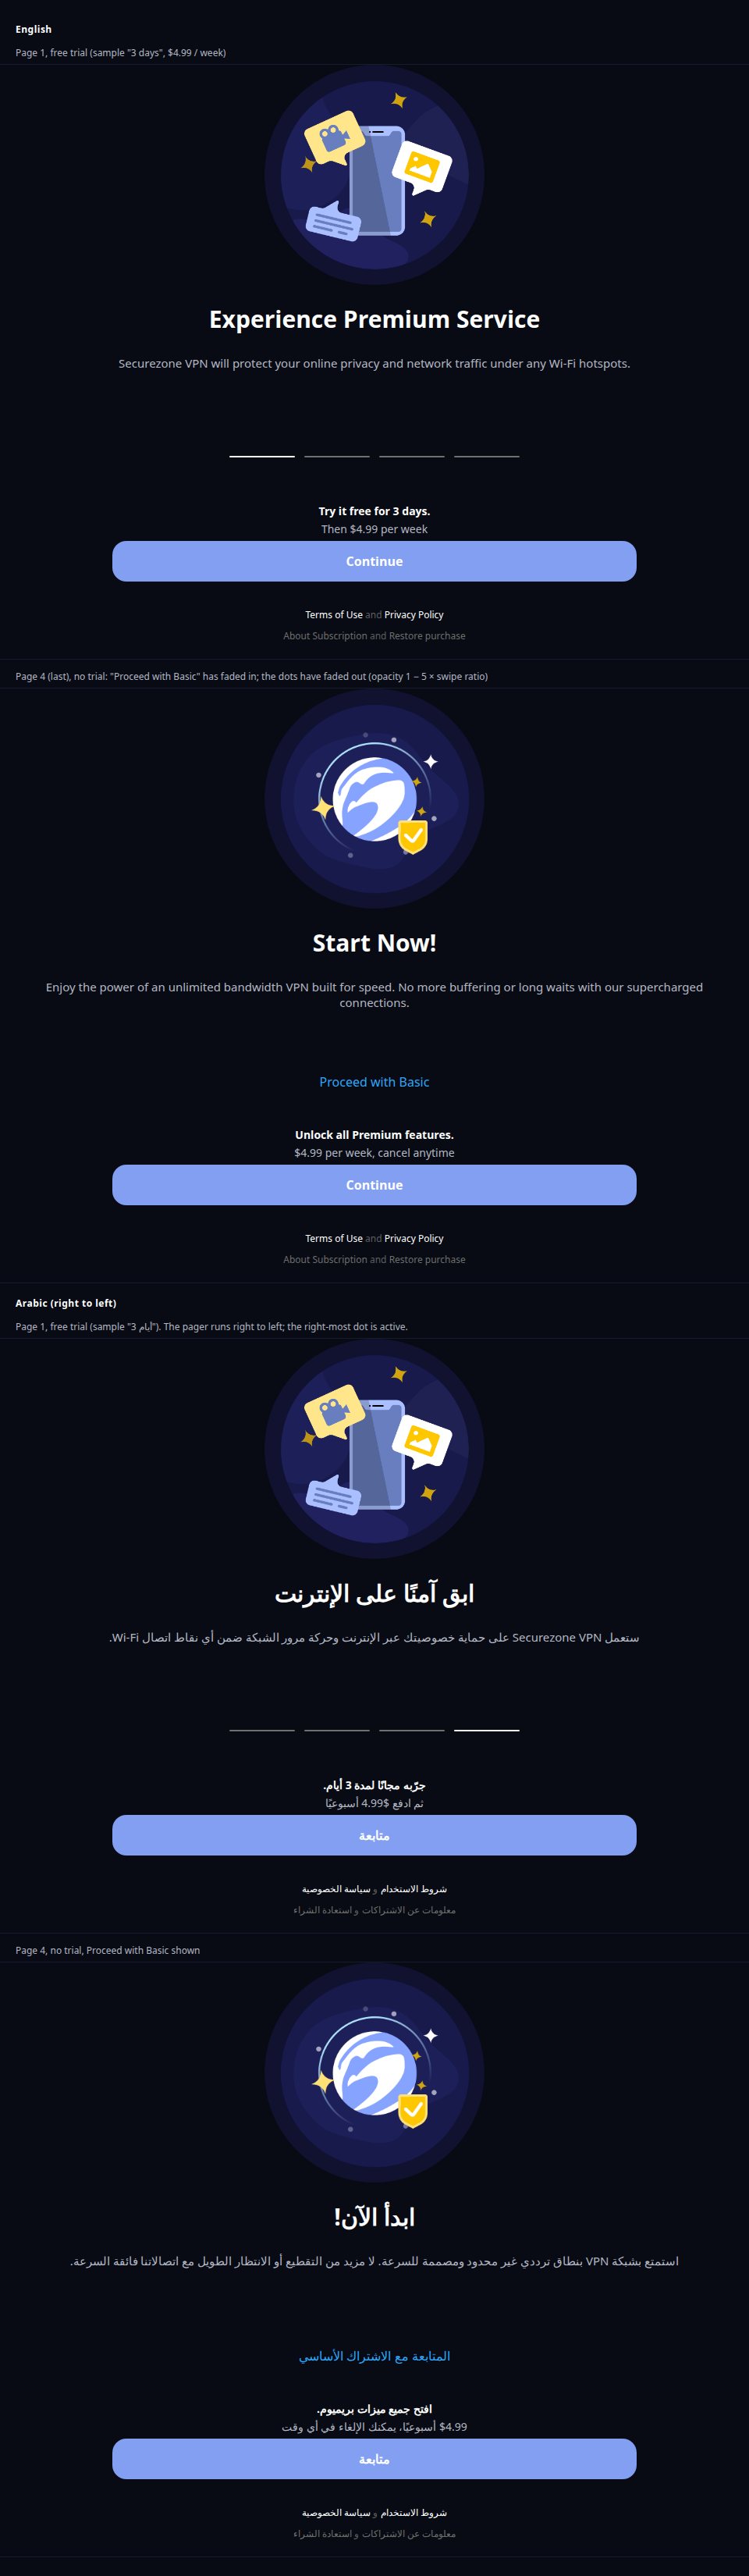 English
Page 1, free trial (sample "3 days", $4.99 / week)
Experience Premium Service
Securezone VPN will protect your online privacy and network traffic under any Wi-Fi hotspots.
Try it free for 3 days.
Then $4.99 per week
Continue
Terms of Use and Privacy Policy
About Subscription and Restore purchase
Page 4 (last), no trial: "Proceed with Basic" has faded in; the dots have faded out (opacity 1 − 5 × swipe ratio)
Start Now!
Enjoy the power of an unlimited bandwidth VPN built for speed. No more buffering or long waits with our supercharged
connections.
Proceed with Basic
Unlock all Premium features.
$4.99 per week, cancel anytime
Continue
Terms of Use and Privacy Policy
About Subscription and Restore purchase
Arabic (right to left)
Page 1, free trial (sample "3 أيام"). The pager runs right to left; the right-most dot is active.
ابق آمنًا على الإنترنت
ستعمل Securezone VPN على حماية خصوصيتك عبر الإنترنت وحركة مرور الشبكة ضمن أي نقاط اتصال Wi-Fi.
جرّبه مجانًا لمدة 3 أيام.
ثم ادفع $4.99 أسبوعيًا
متابعة
شروط الاستخدام و سياسة الخصوصية
معلومات عن الاشتراكات و استعادة الشراء
Page 4, no trial, Proceed with Basic shown
ابدأ الآن!
استمتع بشبكة VPN بنطاق ترددي غير محدود ومصممة للسرعة. لا مزيد من التقطيع أو الانتظار الطويل مع اتصالاتنا فائقة السرعة.
المتابعة مع الاشتراك الأساسي
افتح جميع ميزات بريميوم.
$4.99 أسبوعيًا، يمكنك الإلغاء في أي وقت
متابعة
شروط الاستخدام و سياسة الخصوصية
معلومات عن الاشتراكات و استعادة الشراء